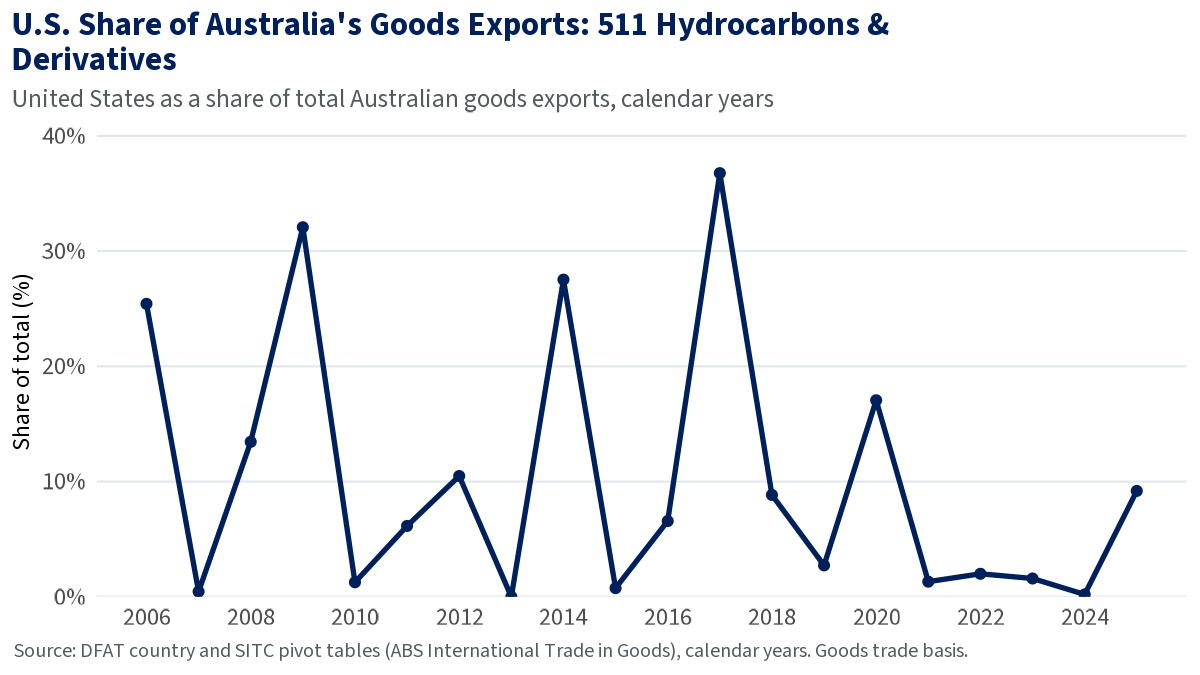 U.S. Share of Australia's Goods Exports: 511 Hydrocarbons &
Derivatives
United States as a share of total Australian goods exports, calendar years
Share of total (%)
40%
30%
20%
10%
0%
2006 2008 2010 2012 2014 2016 2018 2020 2022 2024
Source: DFAT country and SITC pivot tables (ABS International Trade in Goods), calendar years. Goods trade basis.